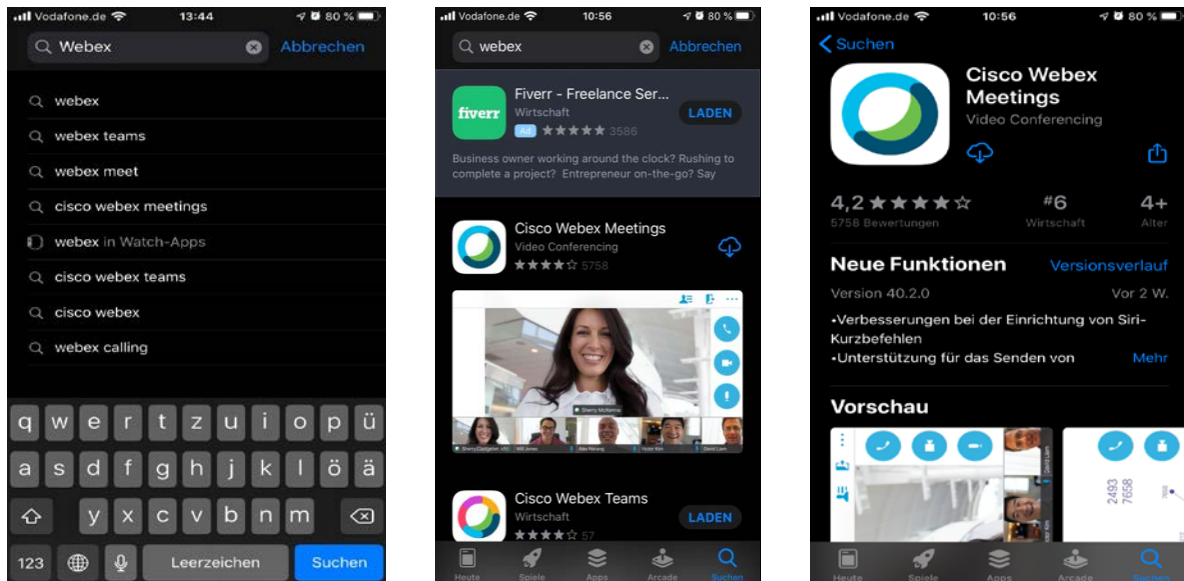 Vodafone.de 13:44 80 %
Webex Abbrechen
webex
webex teams
webex meet
cisco webex meetings
webex in Watch-Apps
cisco webex teams
cisco webex
webex calling
q w e r t z u i o p ü
a s d f g h j k l ö ä
y x c v b n m
123 Leerzeichen Suchen
Vodafone.de 10:56 80 %
webex Abbrechen
fiverr
Fiverr - Freelance Ser...
Wirtschaft
LADEN
Ad 3586
Business owner working around the clock? Rushing to
complete a project? Entrepreneur on-the-go? Say
Cisco Webex Meetings
Video Conferencing
5758
Sherry McKenna
Cisco Webex Teams
Wirtschaft
LADEN
57
Heute Spiele Apps Arcade Suchen
Vodafone.de 10:56 80 %
Suchen
Cisco Webex
Meetings
Video Conferencing
4,2 #6 4+
5758 Bewertungen Wirtschaft Alter
Neue Funktionen Versionsverlauf
Version 40.2.0 Vor 2 W.
•Verbesserungen bei der Einrichtung von Siri-
Kurzbefehlen
•Unterstützung für das Senden von Mehr
Vorschau
2493
7658
Heute Spiele Apps Arcade Suchen